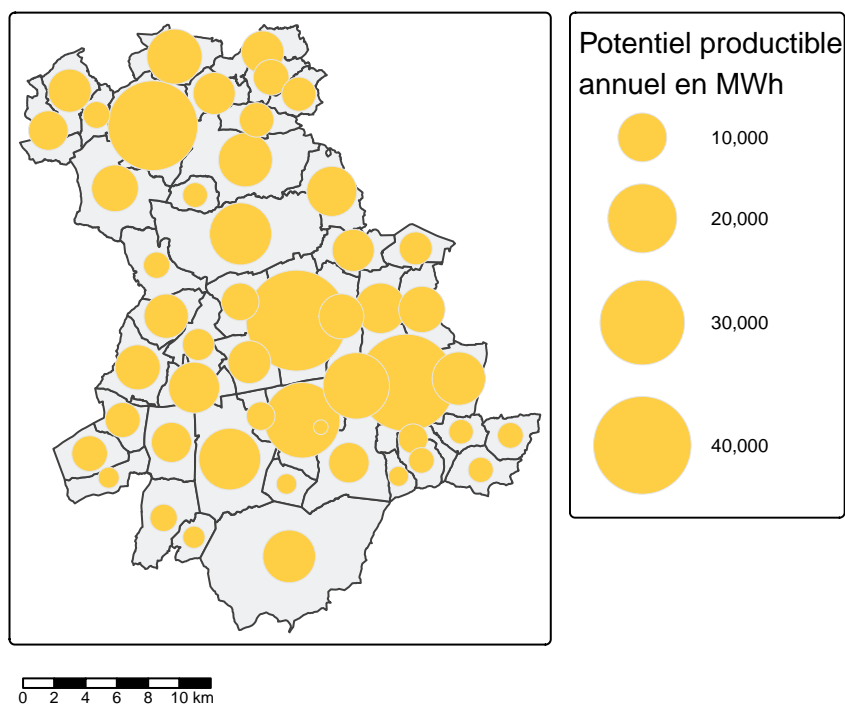 Potentiel productible
annuel en MWh
10,000
20,000
30,000
40,000
0 2 4 6 8 10 km